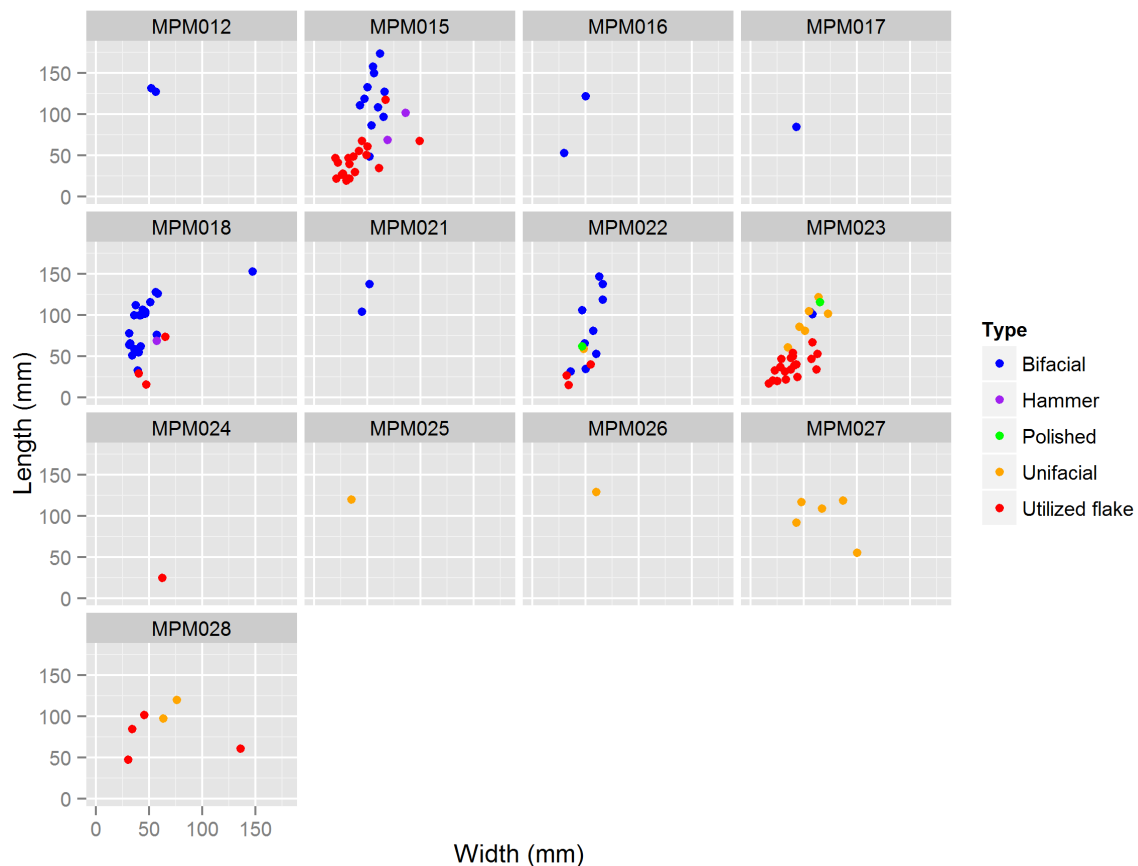 MPM012 MPM015 MPM016 MPM017
150
100
50
0
MPM018 MPM021 MPM022 MPM023
150
100
50
0
MPM024 MPM025 MPM026 MPM027
150
100
50
0
MPM028
150
100
50
0
0 50 100 150
Length (mm)
Width (mm)
Type
Bifacial
Hammer
Polished
Unifacial
Utilized flake